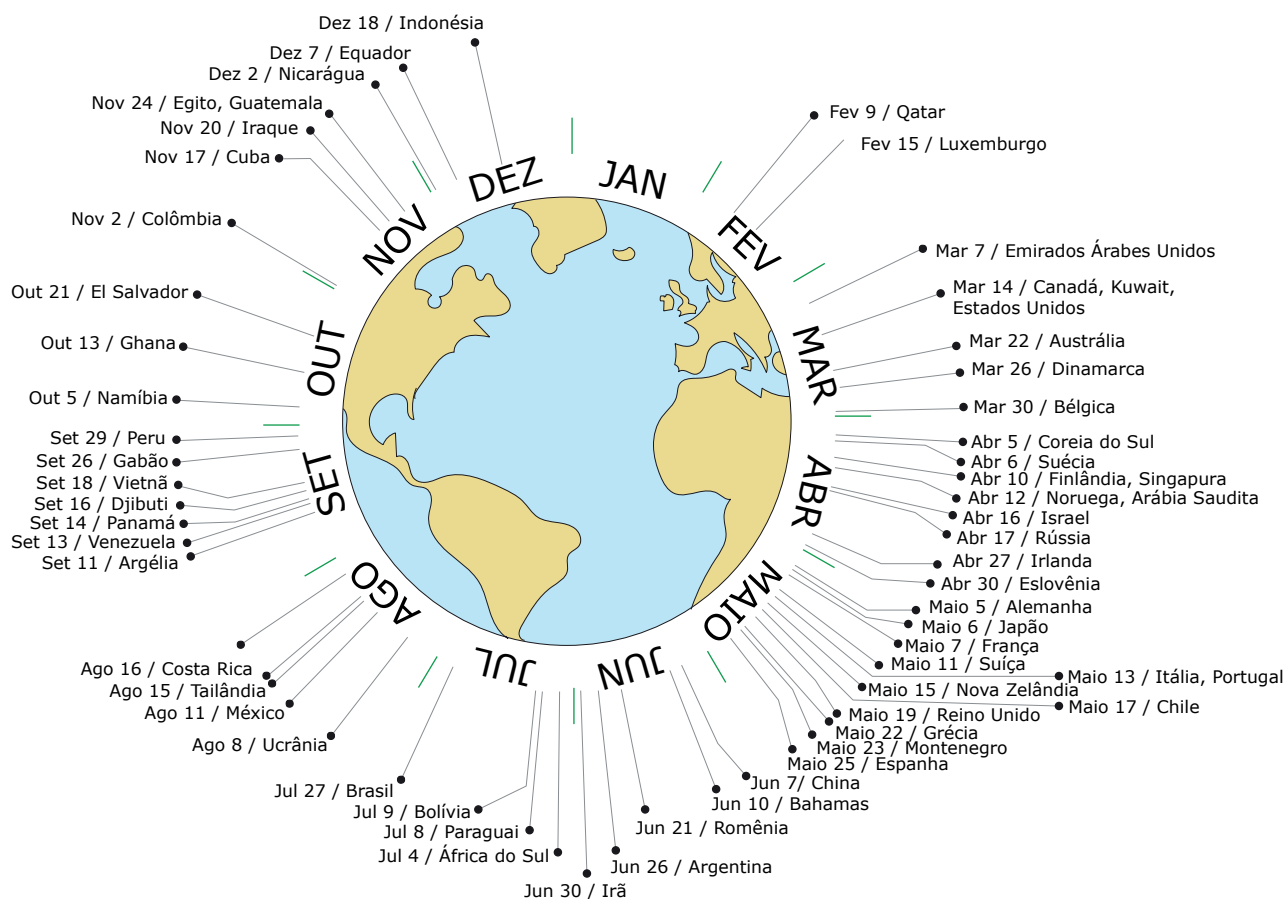 Dez 18 / Indonésia
Dez 7 / Equador
Dez 2 / Nicarágua
Nov 24 / Egito, Guatemala
Nov 20 / Iraque
Nov 17 / Cuba
Nov 2 / Colômbia
Out 21 / El Salvador
Out 13 / Ghana
Out 5 / Namíbia
Set 29 / Peru
Set 26 / Gabão
Set 18 / Vietnã
Set 16 / Djibuti
Set 14 / Panamá
Set 13 / Venezuela
Set 11 / Argélia
Ago 16 / Costa Rica
Ago 15 / Tailândia
Ago 11 / México
Ago 8 / Ucrânia
Jul 27 / Brasil
Jul 9 / Bolívia
Jul 8 / Paraguai
Jul 4 / África do Sul
Jun 30 / Irã
Jun 26 / Argentina
Jun 21 / Romênia
Jun 10 / Bahamas
Jun 7/ China
Maio 25 / Espanha
Maio 23 / Montenegro
Maio 22 / Grécia
Maio 19 / Reino Unido
Maio 17 / Chile
Maio 15 / Nova Zelândia
Maio 13 / Itália, Portugal
Maio 11 / Suíça
Maio 7 / França
Maio 6 / Japão
Maio 5 / Alemanha
Abr 30 / Eslovênia
Abr 27 / Irlanda
Abr 17 / Rússia
Abr 16 / Israel
Abr 12 / Noruega, Arábia Saudita
Abr 10 / Finlândia, Singapura
Abr 6 / Suécia
Abr 5 / Coreia do Sul
Mar 30 / Bélgica
Mar 26 / Dinamarca
Mar 22 / Austrália
Mar 14 / Canadá, Kuwait,
Estados Unidos
Mar 7 / Emirados Árabes Unidos
Fev 15 / Luxemburgo
Fev 9 / Qatar
JAN
FEV
MAR
ABR
MAIO
JUN
JUL
AGO
SET
OUT
NOV
DEZ